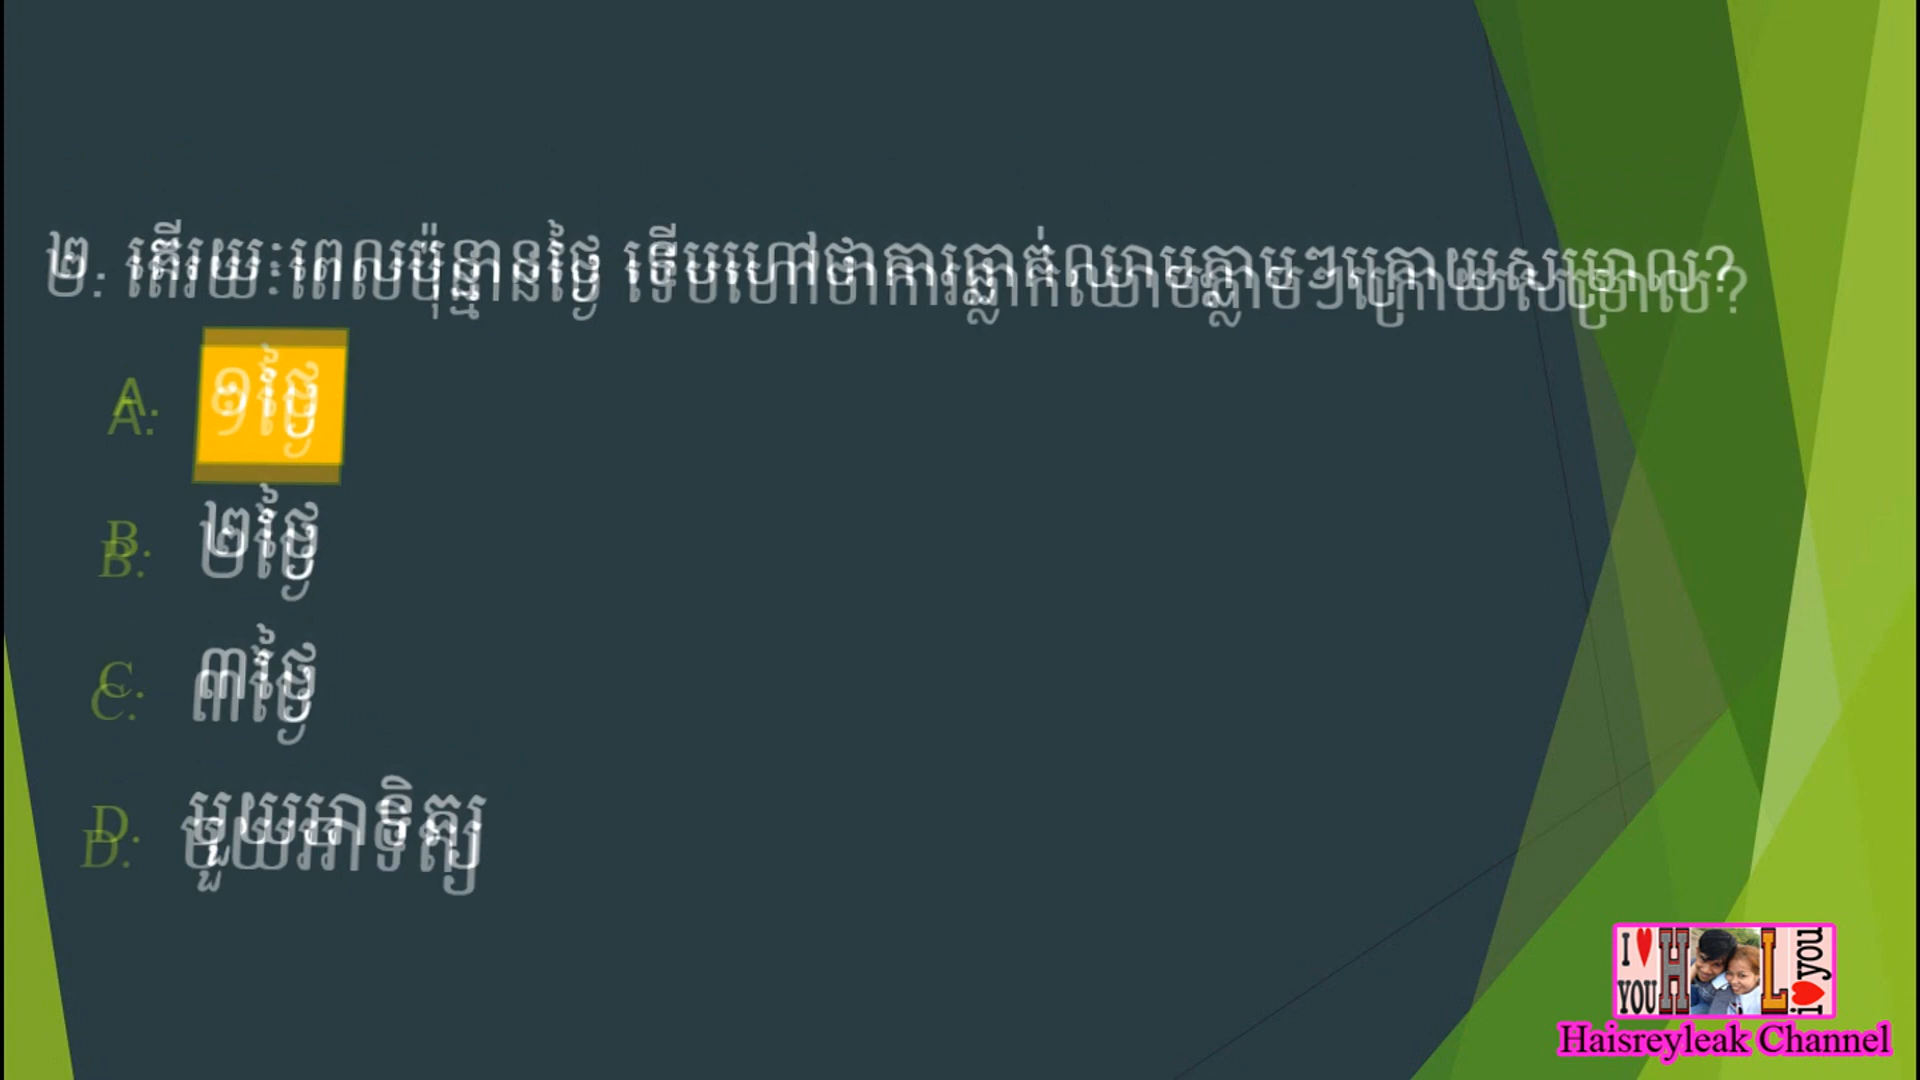 ២. តើរយៈពេលប៉ុន្មានថ្ងៃ ទើបហៅថាការធ្លាក់ឈាមភ្លាមៗក្រោយសម្រាល?
A. ១ថ្ងៃ
B. ២ថ្ងៃ
C. ៣ថ្ងៃ
D. មួយអាទិត្យ
I ♥ YOU H L i ♥ you
Haisreyleak Channel